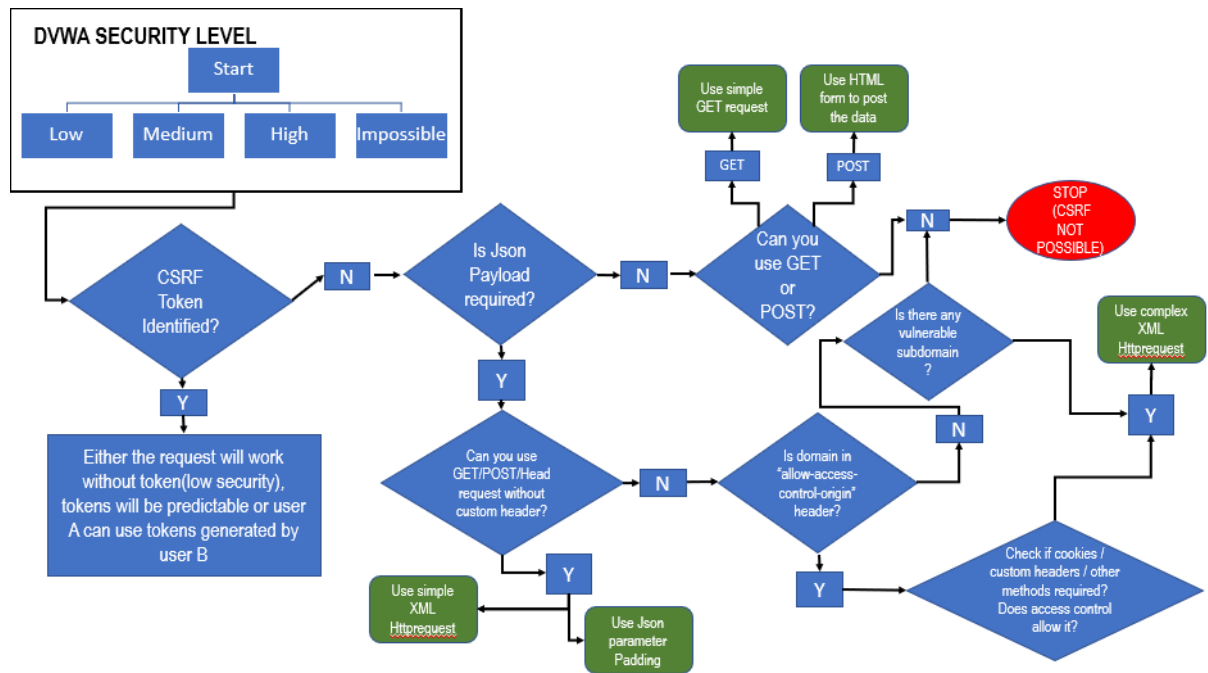 DVWA SECURITY LEVEL
Start
Low
Medium
High
Impossible
Use simple
GET request
Use HTML
form to post
the data
GET
POST
CSRF
Token
Identified?
N
Is Json
Payload
required?
N
Can you
use GET
or
POST?
N
STOP
(CSRF
NOT
POSSIBLE)
Is there any
vulnerable
subdomain
?
Use complex
XML
Httprequest
Y
Y
Y
N
Either the request will work
without token(low security),
tokens will be predictable or user
A can use tokens generated by
user B
Can you use
GET/POST/Head
request without
custom header?
N
Is domain in
"allow-access-
control-origin"
header?
Y
Y
Check if cookies /
custom headers / other
methods required?
Does access control
allow it?
Use simple
XML
Httprequest
Use Json
parameter
Padding